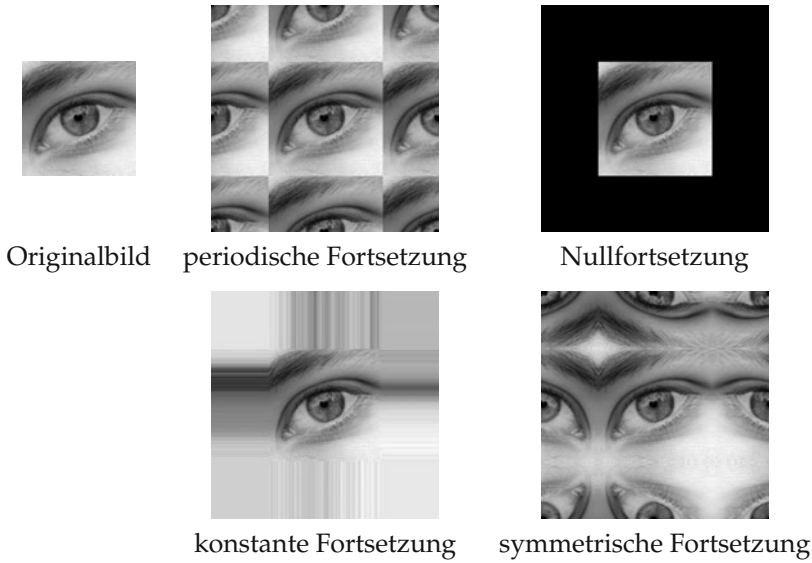 Originalbild
periodische Fortsetzung
Nullfortsetzung
konstante Fortsetzung
symmetrische Fortsetzung